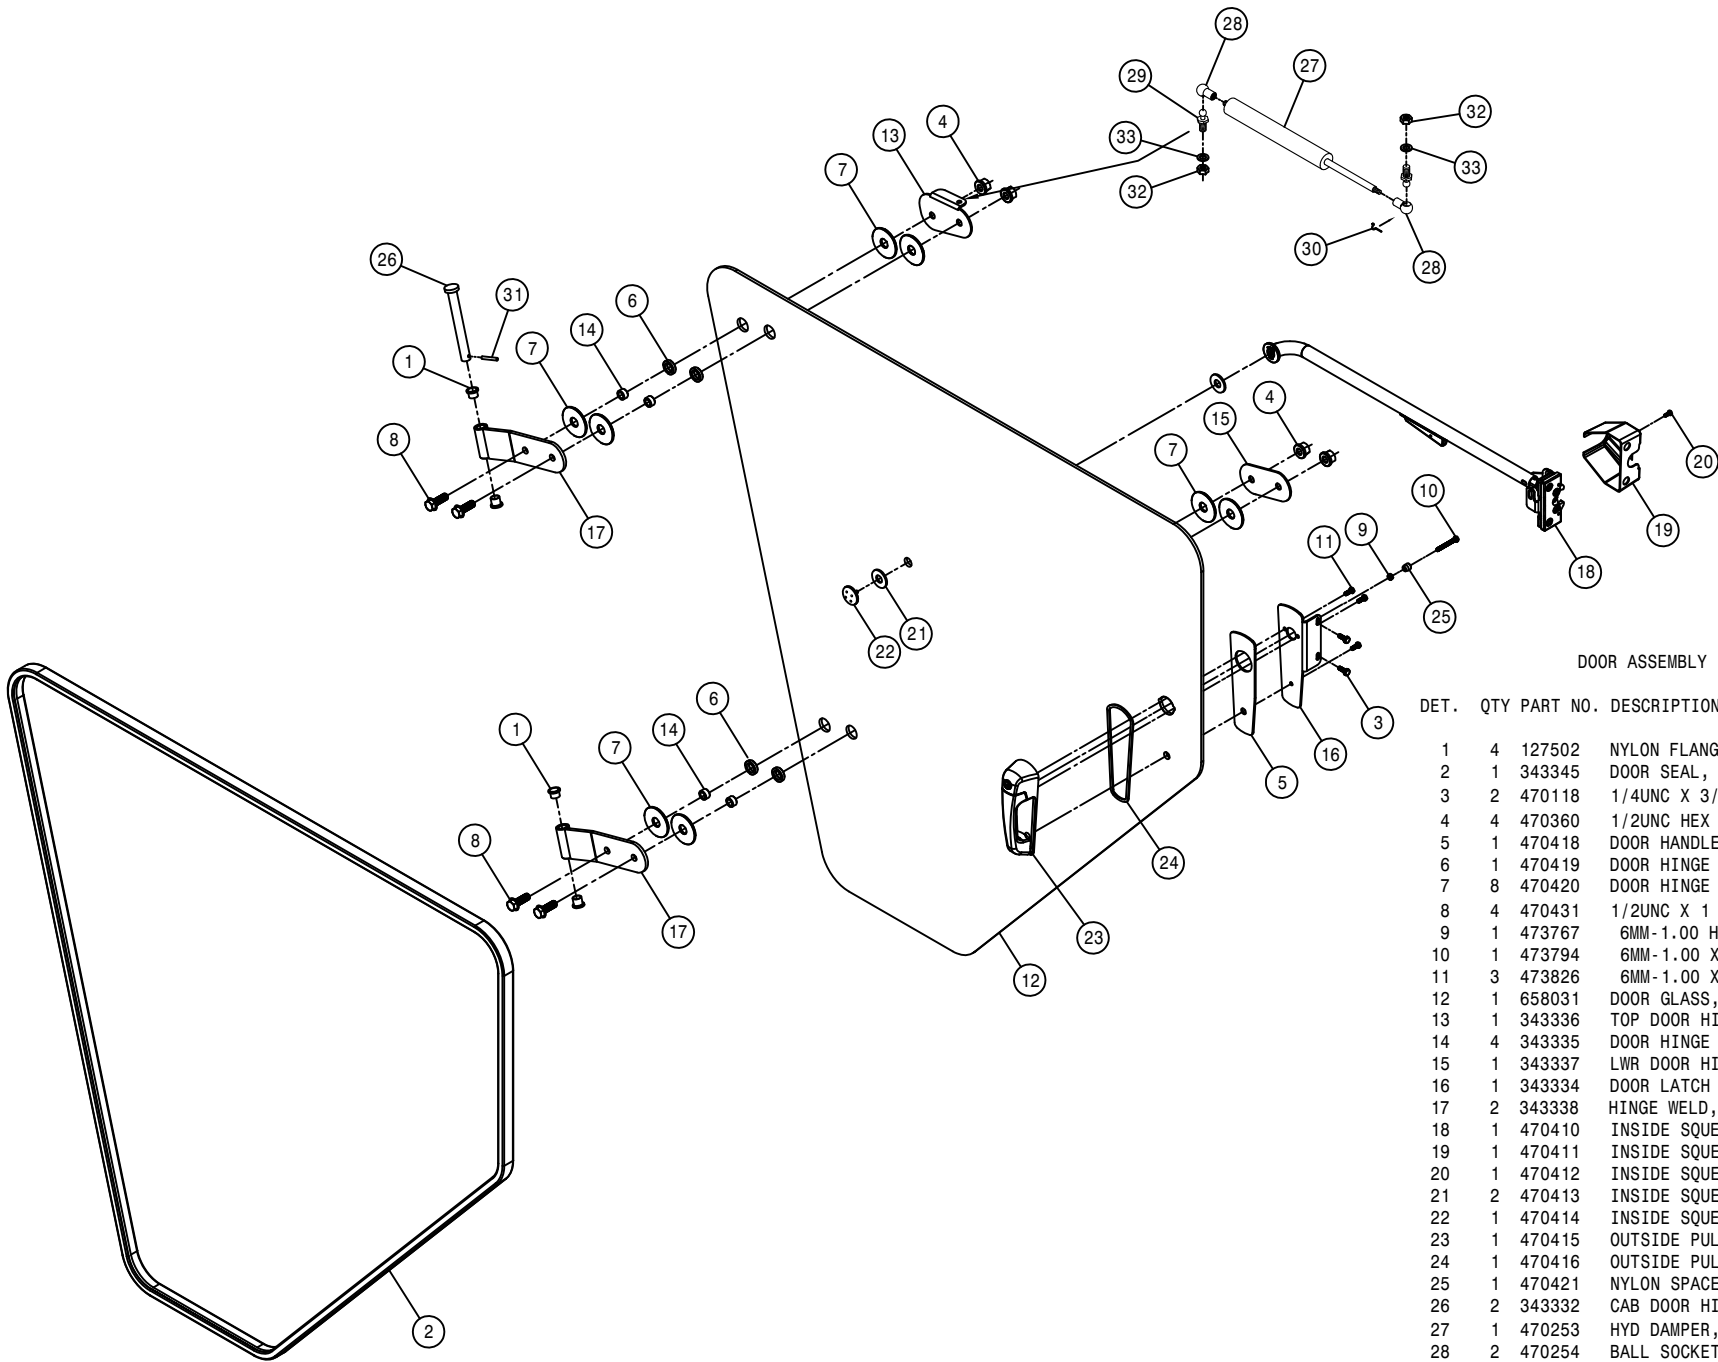 28
27
29
32
4
13
33
33
7
32
30
28
26
31
6
14
7
1
4
15
8
7
20
10
17
19
9
11
18
25
21
22
DOOR ASSEMBLY
DET. QTY PART NO. DESCRIPTION
6
3
1
14
16
7
5
24
8
17
23
12
2
1 4 127502 NYLON FLANG
2 1 343345 DOOR SEAL,
3 2 470118 1/4UNC X 3/
4 4 470360 1/2UNC HEX
5 1 470418 DOOR HANDLE
6 1 470419 DOOR HINGE
7 8 470420 DOOR HINGE
8 4 470431 1/2UNC X 1
9 1 473767 6MM-1.00 H
10 1 473794 6MM-1.00 X
11 3 473826 6MM-1.00 X
12 1 658031 DOOR GLASS,
13 1 343336 TOP DOOR HI
14 4 343335 DOOR HINGE
15 1 343337 LWR DOOR HI
16 1 343334 DOOR LATCH
17 2 343338 HINGE WELD,
18 1 470410 INSIDE SQUE
19 1 470411 INSIDE SQUE
20 1 470412 INSIDE SQUE
21 2 470413 INSIDE SQUE
22 1 470414 INSIDE SQUE
23 1 470415 OUTSIDE PUL
24 1 470416 OUTSIDE PUL
25 1 470421 NYLON SPACE
26 2 343332 CAB DOOR HI
27 1 470253 HYD DAMPER,
28 2 470254 BALL SOCKET